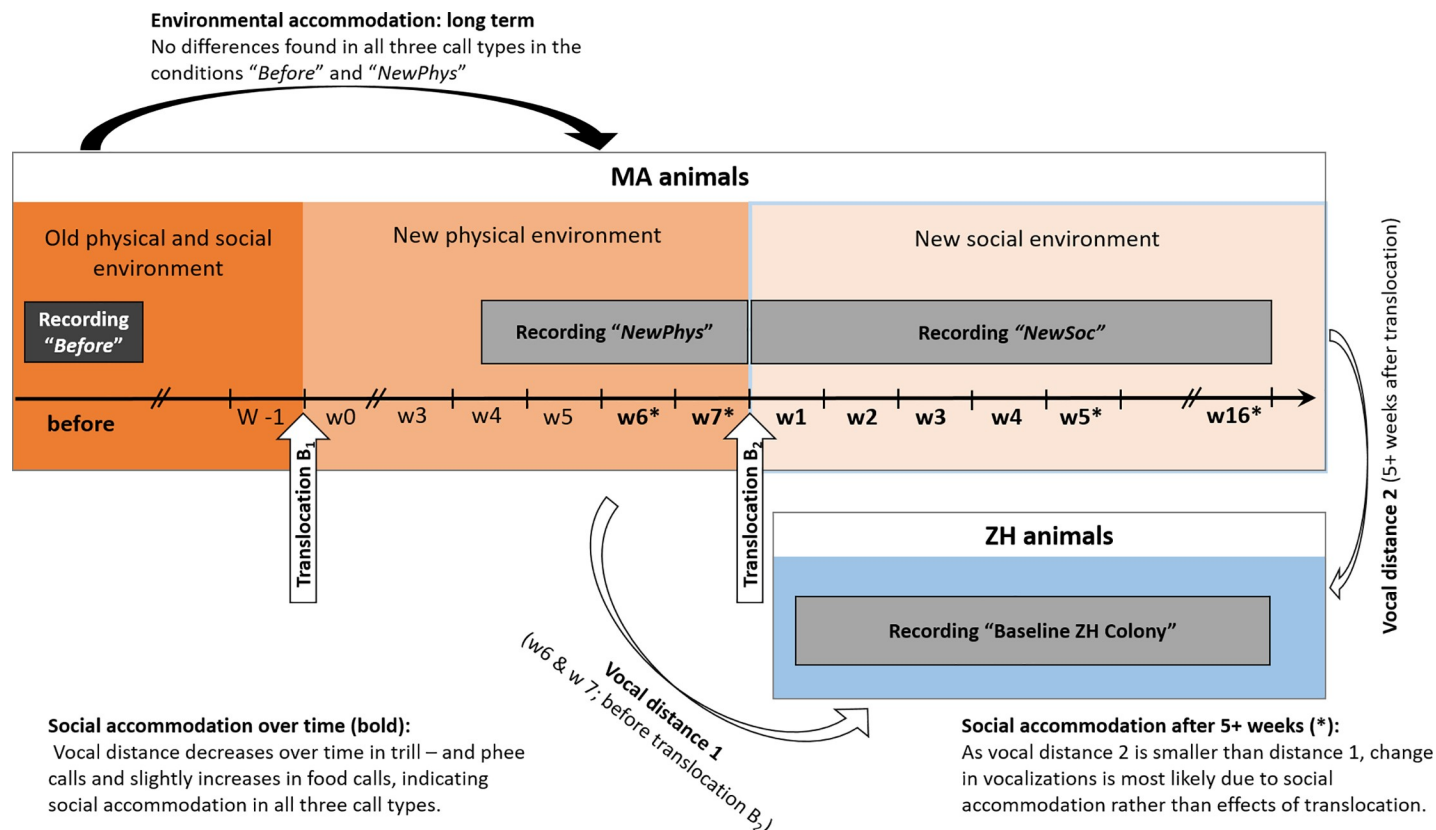 Environmental accommodation: long term
No differences found in all three call types in the
conditions “Before” and “NewPhys”
MA animals
Old physical and social
environment
New physical environment
New social environment
Recording
“Before”
Recording “NewPhys”
Recording “NewSoc”
before
W -1
w0
w3
w4
w5
w6*
w7*
w1
w2
w3
w4
w5*
w16*
Translocation B1
Translocation B2
Vocal distance 2 (5+ weeks after translocation)
ZH animals
Recording “Baseline ZH Colony”
Vocal distance 1
(w6 & w 7; before translocation B2)
Social accommodation over time (bold):
Vocal distance decreases over time in trill – and phee
calls and slightly increases in food calls, indicating
social accommodation in all three call types.
Social accommodation after 5+ weeks (*):
As vocal distance 2 is smaller than distance 1, change
in vocalizations is most likely due to social
accommodation rather than effects of translocation.